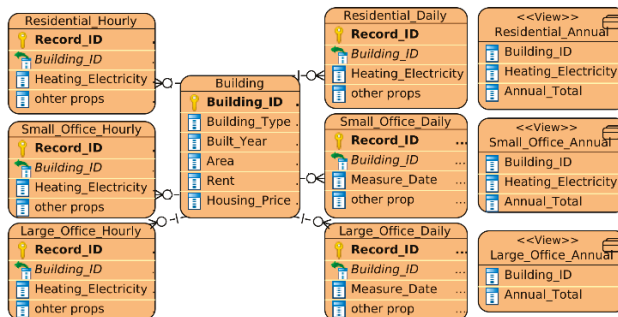 Residential_Hourly
Record_ID
Building_ID
Heating_Electricity
ohter props
Small_Office_Hourly
Record_ID
Building_ID
Heating_Electricity
other props
Large_Office_Hourly
Record_ID
Building_ID
Heating_Electricity
ohter props
Building
Building_ID
Building_Type
Built_Year
Area
Rent
Housing_Price
Residential_Daily
Record_ID
Building_ID
Heating_Electricity
other props
Small_Office_Daily
Record_ID ...
Building_ID ...
Measure_Date ...
other prop ...
Large_Office_Daily
Record_ID ...
Building_ID ...
Measure_Date ...
other prop ...
<<View>>
Residential_Annual
Building_ID
Heating_Electricity
Annual_Total
<<View>>
Small_Office_Annual
Building_ID
Heating_Electricity
Annual_Total
<<View>>
Large_Office_Annual
Building_ID
Annual_Total